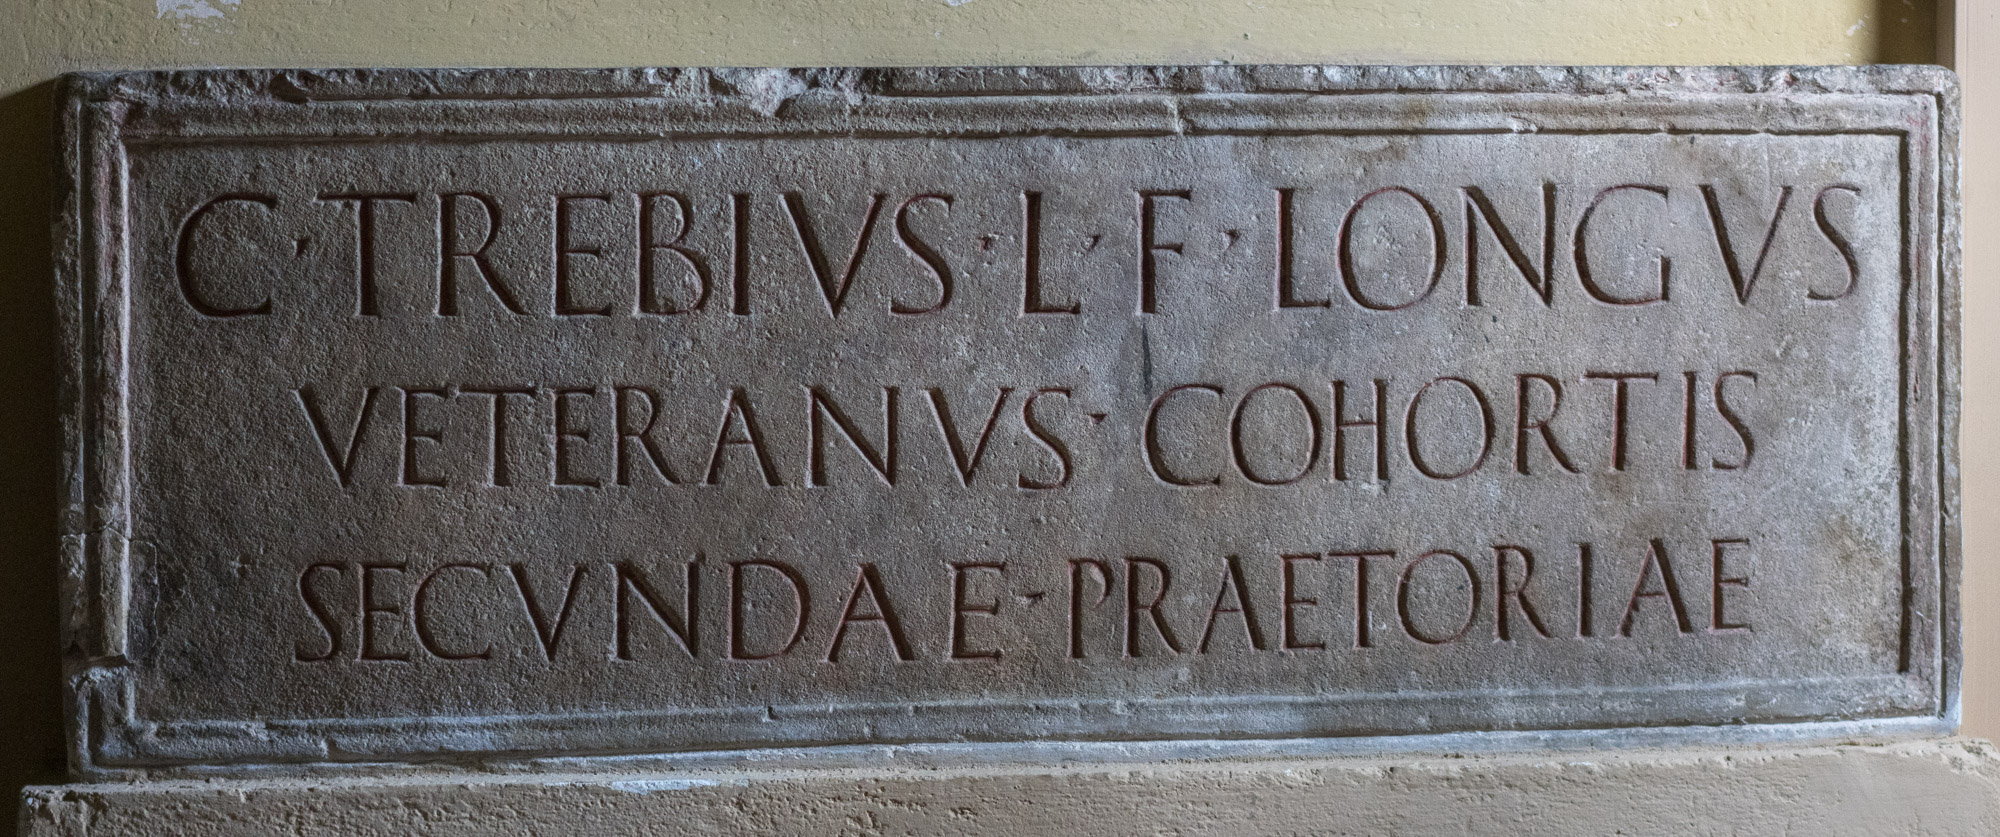 C·TREBIVS·L·F·LONGVS
VETERANVS·COHORTIS
SECVNDAE·PRAETORIAE